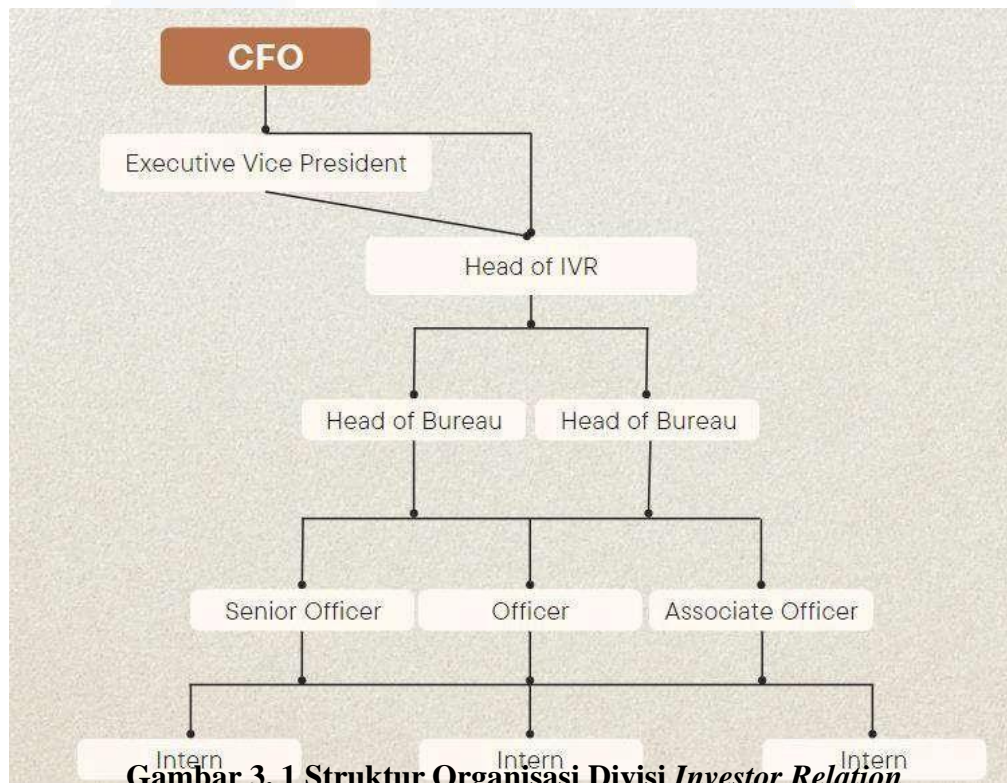 CFO
Executive Vice President
Head of IVR
Head of Bureau
Head of Bureau
Senior Officer
Officer
Associate Officer
Intern
Intern
Intern
Gambar 3. 1 Struktur Organisasi Divisi Investor Relation